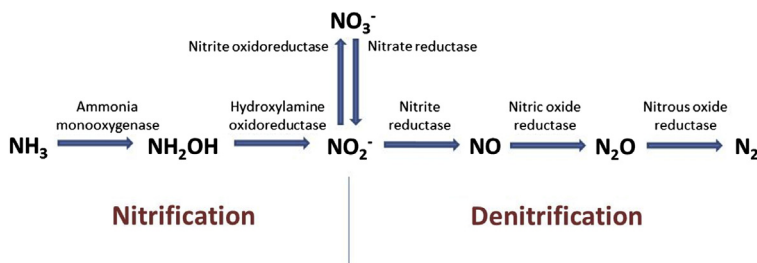 NO₃⁻
Nitrite oxidoreductase Nitrate reductase
Ammonia monooxygenase
Hydroxylamine oxidoreductase
Nitrite reductase
Nitric oxide reductase
Nitrous oxide reductase
NH₃ NH₂OH NO₂⁻ NO N₂O N₂
Nitrification Denitrification